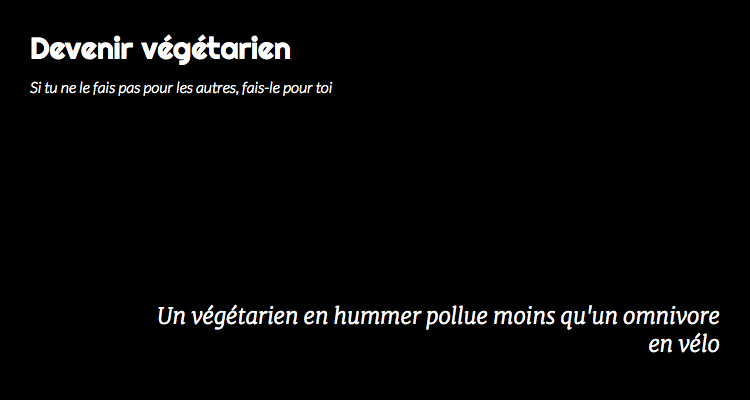 Devenir végétarien
Si tu ne le fais pas pour les autres, fais-le pour toi
Un végétarien en hummer pollue moins qu'un omnivore
en vélo